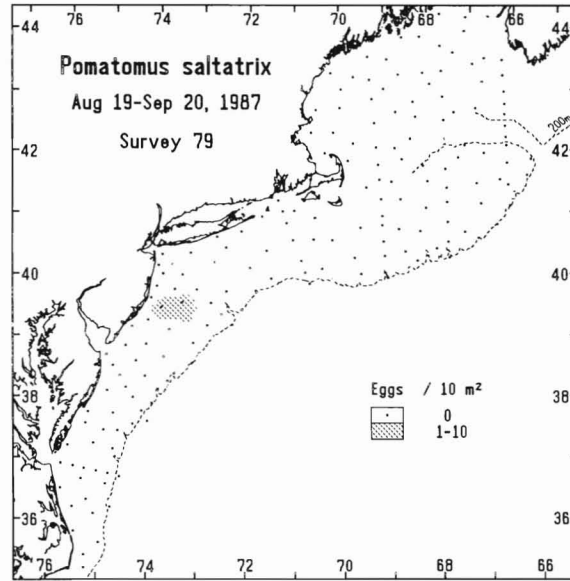 76 74 72 70 68 66
44 44
Pomatomus saltatrix
Aug 19-Sep 20, 1987
Survey 79
200m
42 42
40 40
Eggs / 10 m²
0
1-10
38 38
36 36
76 74 72 70 68 66